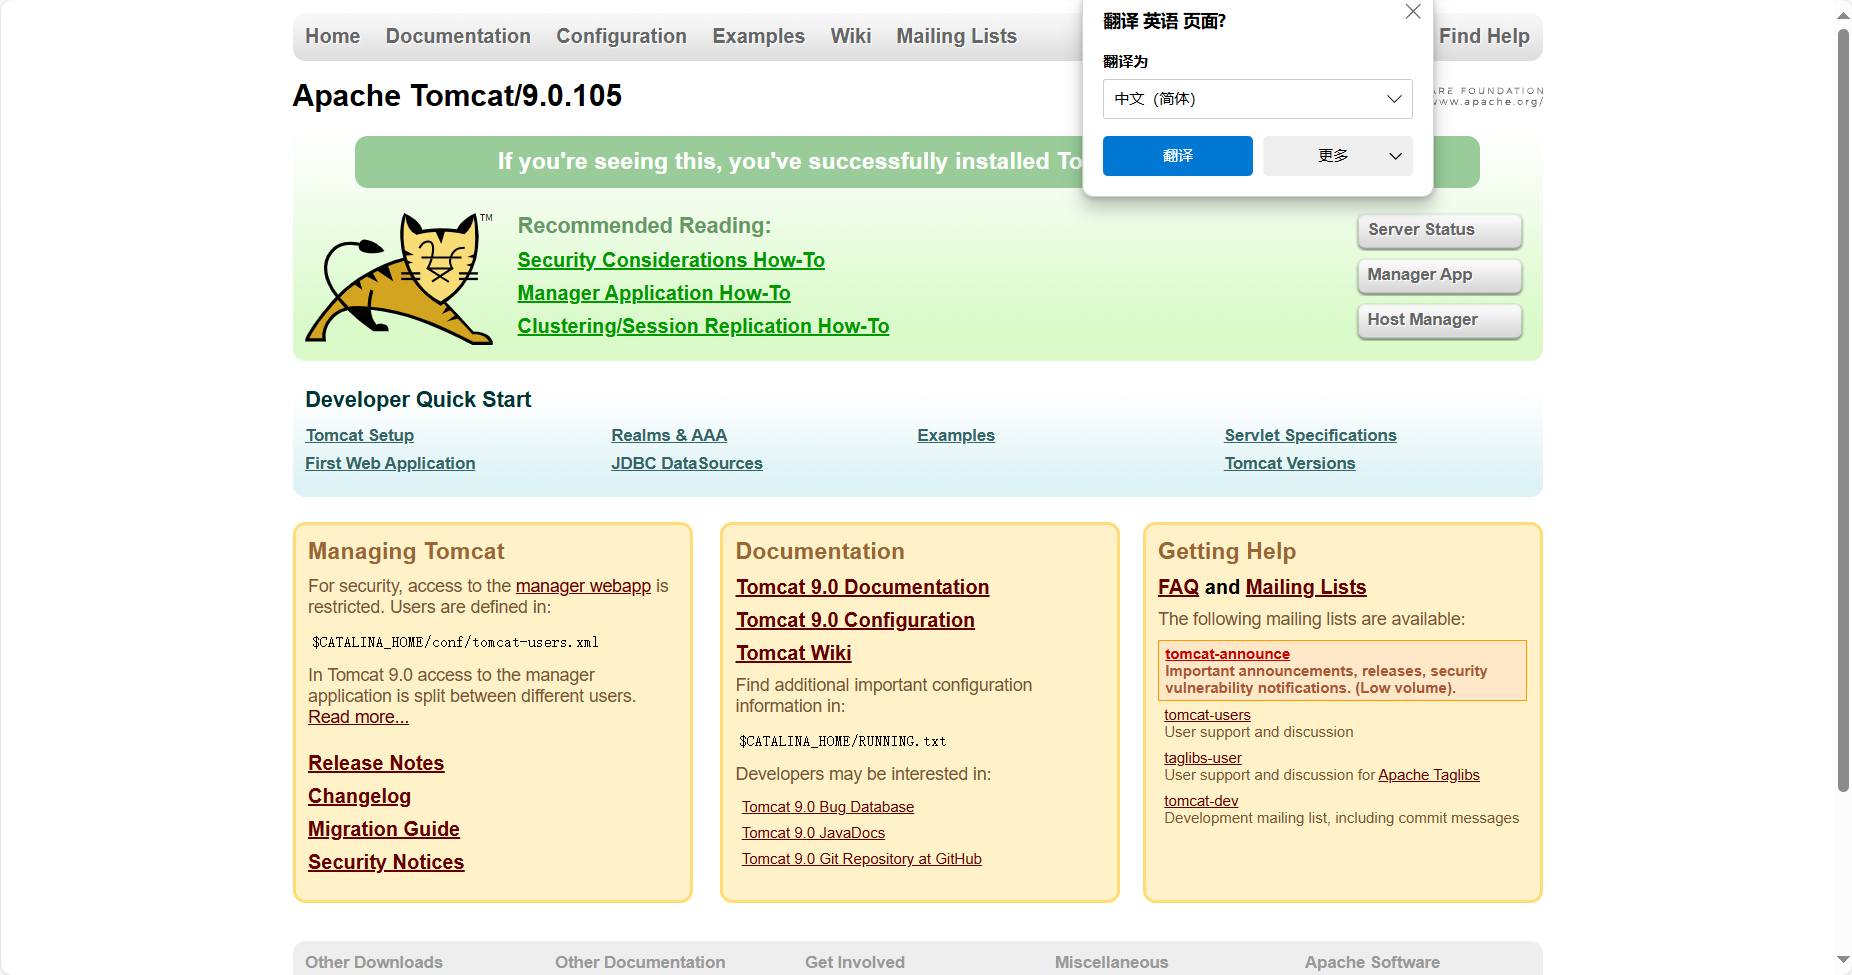 Home Documentation Configuration Examples Wiki Mailing Lists Find Help
翻译 英语 页面?
翻译为
中文 (简体)
翻译 更多
Apache Tomcat/9.0.105
FOUNDATION
www.apache.org/
If you're seeing this, you've successfully installed
TM
Recommended Reading:
Security Considerations How-To
Manager Application How-To
Clustering/Session Replication How-To
Server Status
Manager App
Host Manager
Developer Quick Start
Tomcat Setup
First Web Application
Realms & AAA
JDBC DataSources
Examples
Servlet Specifications
Tomcat Versions
Managing Tomcat
For security, access to the manager webapp is
restricted. Users are defined in:
$CATALINA_HOME/conf/tomcat-users.xml
In Tomcat 9.0 access to the manager
application is split between different users.
Read more...
Release Notes
Changelog
Migration Guide
Security Notices
Documentation
Tomcat 9.0 Documentation
Tomcat 9.0 Configuration
Tomcat Wiki
Find additional important configuration
information in:
$CATALINA_HOME/RUNNING.txt
Developers may be interested in:
Tomcat 9.0 Bug Database
Tomcat 9.0 JavaDocs
Tomcat 9.0 Git Repository at GitHub
Getting Help
FAQ and Mailing Lists
The following mailing lists are available:
tomcat-announce
Important announcements, releases, security
vulnerability notifications. (Low volume).
tomcat-users
User support and discussion
taglibs-user
User support and discussion for Apache Taglibs
tomcat-dev
Development mailing list, including commit messages
Other Downloads
Other Documentation
Get Involved
Miscellaneous
Apache Software